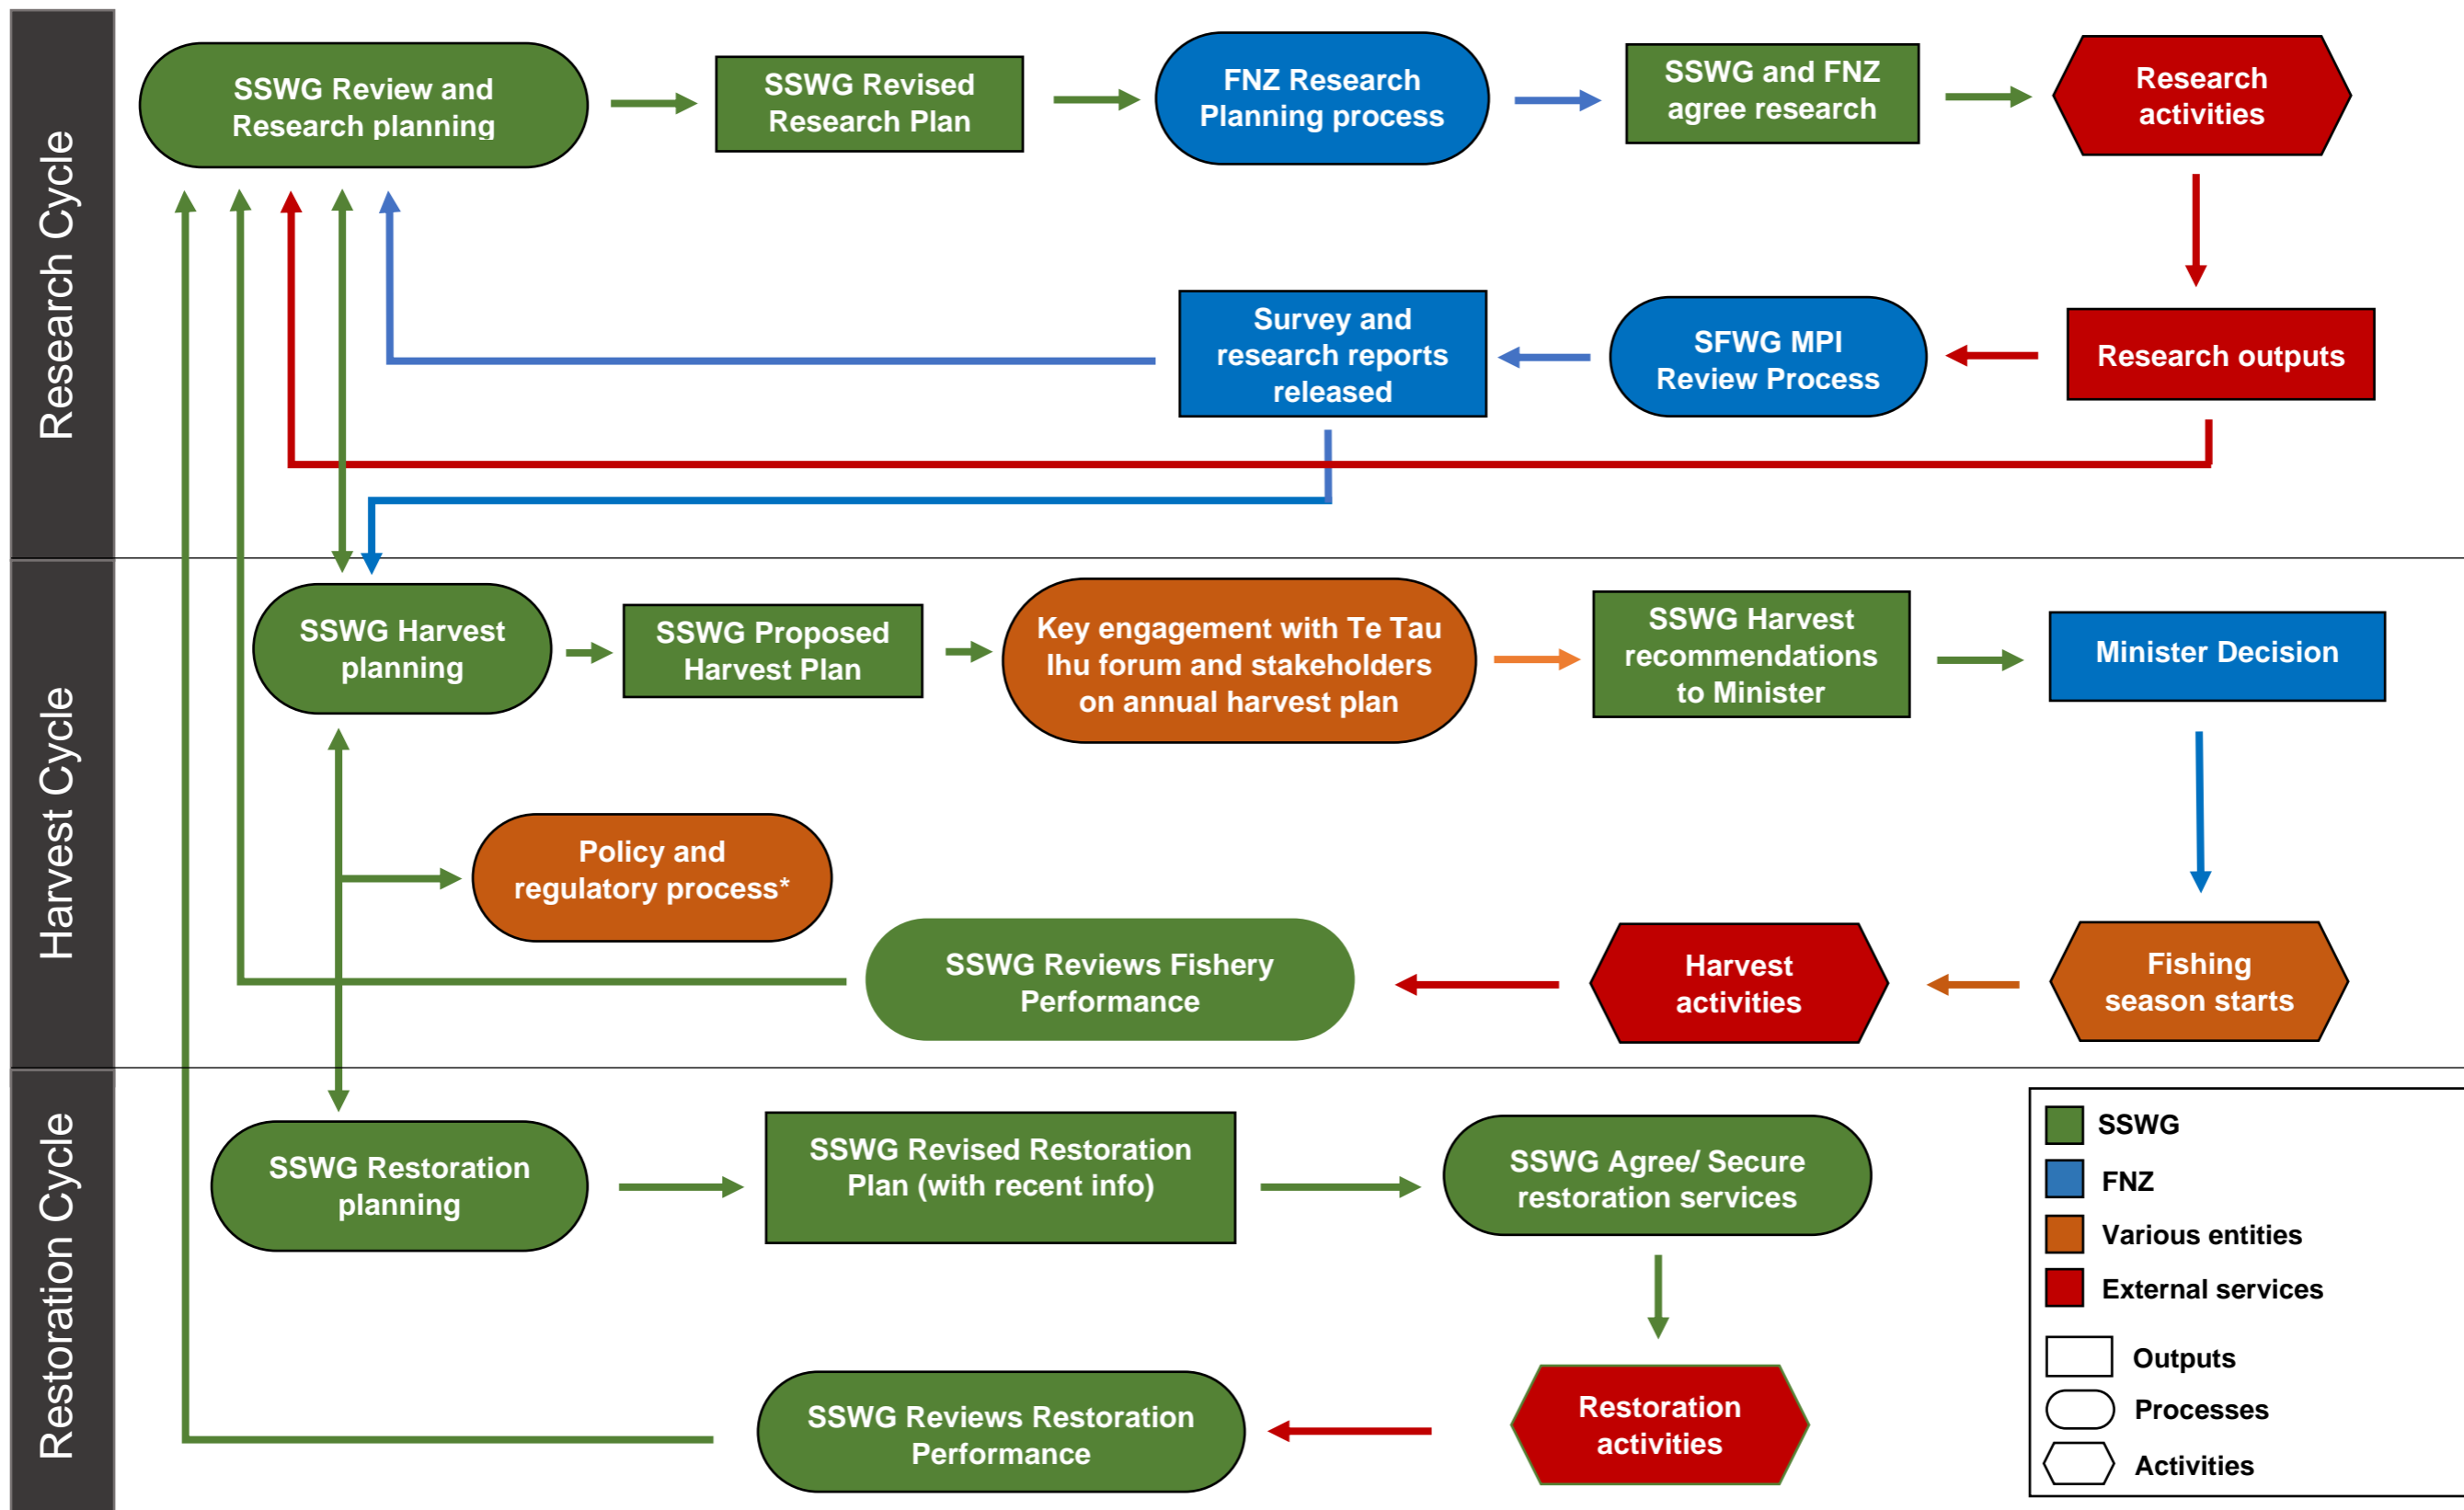 Research Cycle
SSWG Review and
Research planning
SSWG Revised
Research Plan
FNZ Research
Planning process
SSWG and FNZ
agree research
Research
activities
Survey and
research reports
released
SFWG MPI
Review Process
Research outputs
Harvest Cycle
SSWG Harvest
planning
SSWG Proposed
Harvest Plan
Key engagement with Te Tau
Ihu forum and stakeholders
on annual harvest plan
SSWG Harvest
recommendations
to Minister
Minister Decision
Policy and
regulatory process*
SSWG Reviews Fishery
Performance
Harvest
activities
Fishing
season starts
Restoration Cycle
SSWG Restoration
planning
SSWG Revised Restoration
Plan (with recent info)
SSWG Agree/ Secure
restoration services
SSWG Reviews Restoration
Performance
Restoration
activities
SSWG
FNZ
Various entities
External services
Outputs
Processes
Activities